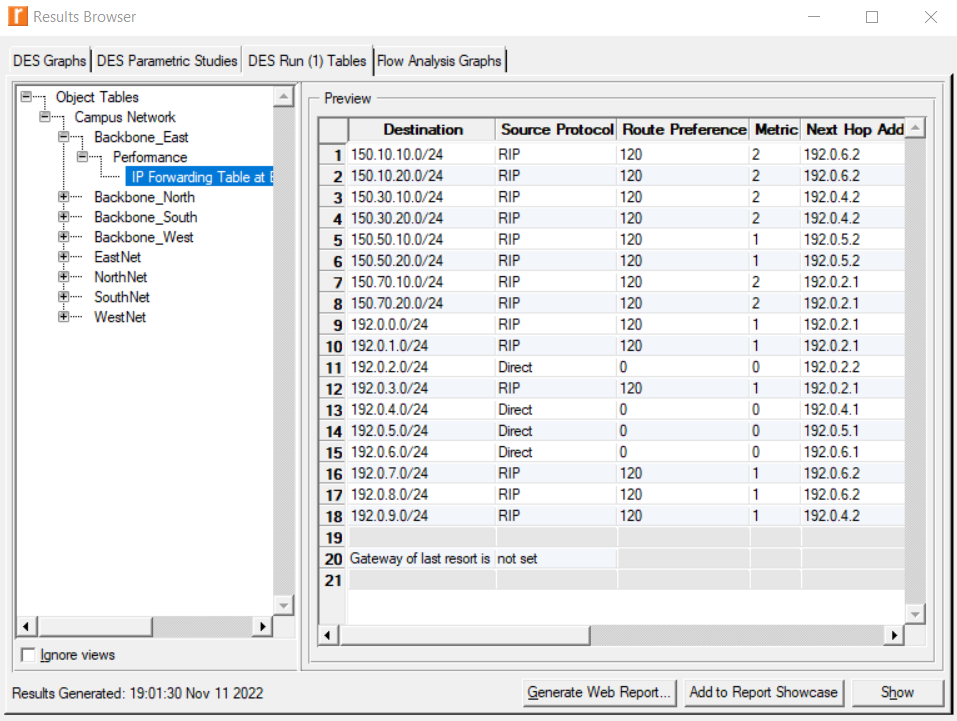 Results Browser
DES Graphs DES Parametric Studies DES Run (1) Tables Flow Analysis Graphs
Object Tables
Campus Network
Backbone_East
Performance
IP Forwarding Table at E
Backbone_North
Backbone_South
Backbone_West
EastNet
NorthNet
SouthNet
WestNet
Ignore views
Preview
Destination Source Protocol Route Preference Metric Next Hop Add
1 150.10.10.0/24 RIP 120 2 192.0.6.2
2 150.10.20.0/24 RIP 120 2 192.0.6.2
3 150.30.10.0/24 RIP 120 2 192.0.4.2
4 150.30.20.0/24 RIP 120 2 192.0.4.2
5 150.50.10.0/24 RIP 120 1 192.0.5.2
6 150.50.20.0/24 RIP 120 1 192.0.5.2
7 150.70.10.0/24 RIP 120 2 192.0.2.1
8 150.70.20.0/24 RIP 120 2 192.0.2.1
9 192.0.0.0/24 RIP 120 1 192.0.2.1
10 192.0.1.0/24 RIP 120 1 192.0.2.1
11 192.0.2.0/24 Direct 0 0 192.0.2.2
12 192.0.3.0/24 RIP 120 1 192.0.2.1
13 192.0.4.0/24 Direct 0 0 192.0.4.1
14 192.0.5.0/24 Direct 0 0 192.0.5.1
15 192.0.6.0/24 Direct 0 0 192.0.6.1
16 192.0.7.0/24 RIP 120 1 192.0.6.2
17 192.0.8.0/24 RIP 120 1 192.0.6.2
18 192.0.9.0/24 RIP 120 1 192.0.4.2
19
20 Gateway of last resort is not set
21
Results Generated: 19:01:30 Nov 11 2022
Generate Web Report... Add to Report Showcase Show